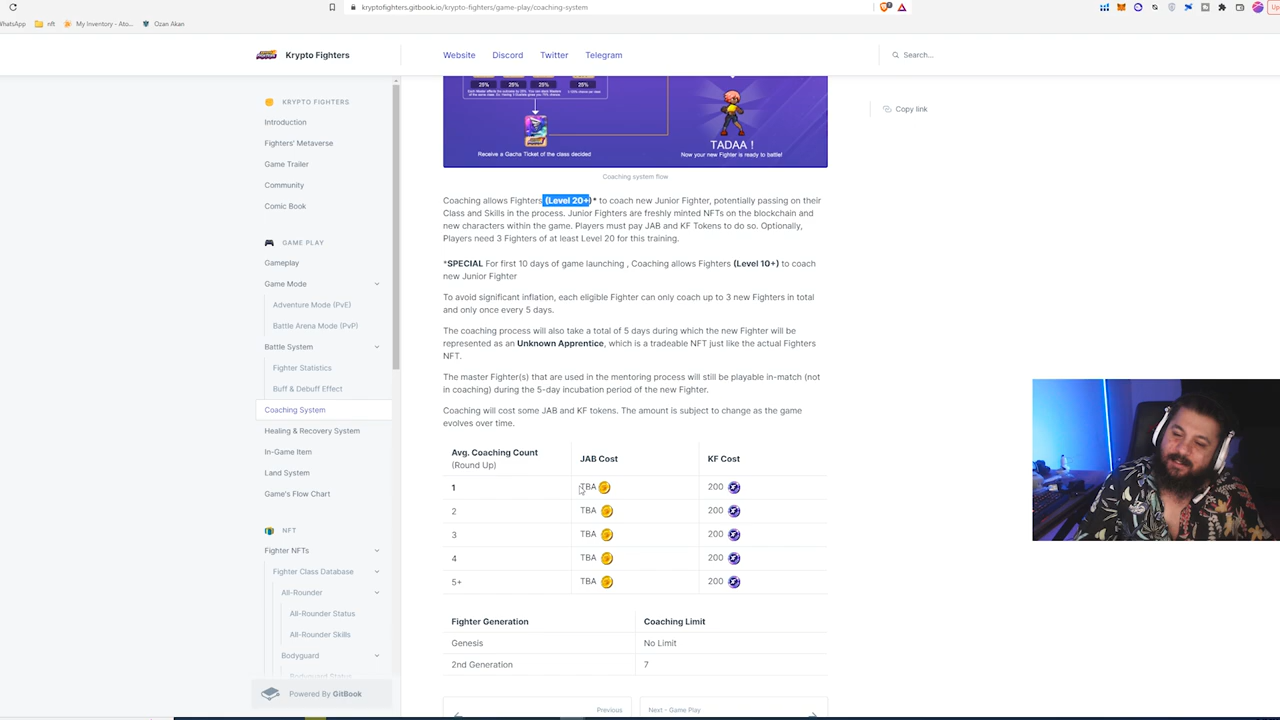 kryptofighters.gitbook.io/krypto-fighters/game-play/coaching-system
WhatsApp
nft
My Inventory - Ato...
Ozan Akan
Krypto Fighters
Website
Discord
Twitter
Telegram
Search...
KRYPTO FIGHTERS
Introduction
Fighters' Metaverse
Game Trailer
Community
Comic Book
GAME PLAY
Gameplay
Game Mode
Adventure Mode (PvE)
Battle Arena Mode (PvP)
Battle System
Fighter Statistics
Buff & Debuff Effect
Coaching System
Healing & Recovery System
In-Game Item
Land System
Game's Flow Chart
NFT
Fighter NFTs
Fighter Class Database
All-Rounder
All-Rounder Status
All-Rounder Skills
Bodyguard
Bodyguard Status
Powered By GitBook
25%
25%
25%
25%
25%
Receive a Gacha Ticket of the class decided
TADAA !
Now your new Fighter is ready to battle!
Coaching system flow
Coaching allows Fighters (Level 20+)* to coach new Junior Fighter, potentially passing on their
Class and Skills in the process. Junior Fighters are freshly minted NFTs on the blockchain and
new characters within the game. Players must pay JAB and KF Tokens to do so. Optionally,
Players need 3 Fighters of at least Level 20 for this training.
*SPECIAL For first 10 days of game launching , Coaching allows Fighters (Level 10+) to coach
new Junior Fighter
To avoid significant inflation, each eligible Fighter can only coach up to 3 new Fighters in total
and only once every 5 days.
The coaching process will also take a total of 5 days during which the new Fighter will be
represented as an Unknown Apprentice, which is a tradeable NFT just like the actual Fighters
NFT.
The master Fighter(s) that are used in the mentoring process will still be playable in-match (not
in coaching) during the 5-day incubation period of the new Fighter.
Coaching will cost some JAB and KF tokens. The amount is subject to change as the game
evolves over time.
Avg. Coaching Count
(Round Up)
JAB Cost
KF Cost
1 TBA 200
2 TBA 200
3 TBA 200
4 TBA 200
5+ TBA 200
Fighter Generation Coaching Limit
Genesis No Limit
2nd Generation 7
Previous
Next - Game Play
Copy link